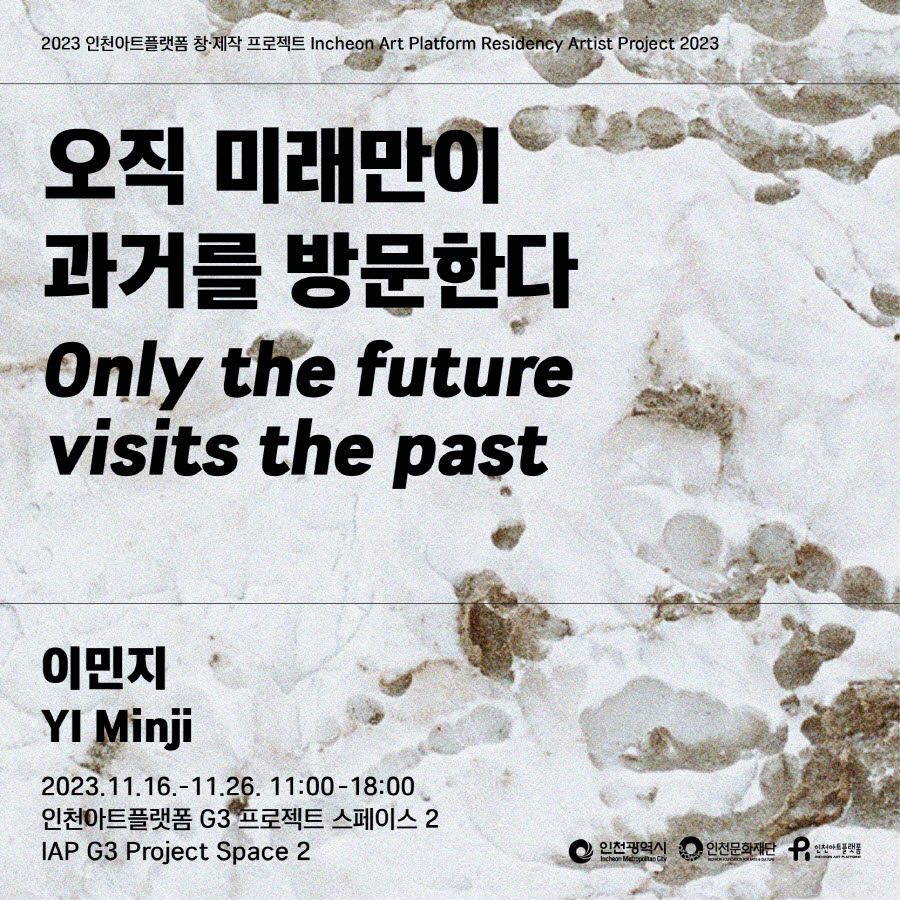 2023 인천아트플랫폼 창·제작 프로젝트 Incheon Art Platform Residency Artist Project 2023
오직 미래만이
과거를 방문한다
Only the future
visits the past
이민지
YI Minji
2023.11.16.-11.26. 11:00-18:00
인천아트플랫폼 G3 프로젝트 스페이스 2
IAP G3 Project Space 2
인천광역시
Incheon Metropolitan City
인천문화재단
INCHEON FOUNDATION FOR ARTS & CULTURE
인천아트플랫폼
INCHEON ART PLATFORM